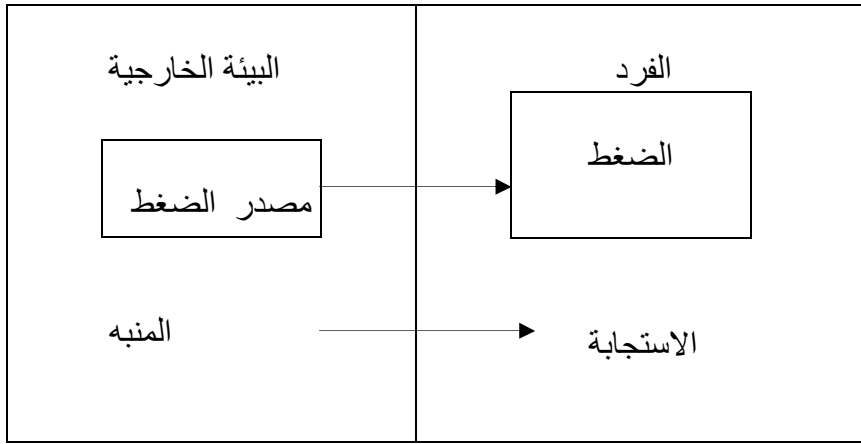 الفرد
البيئة الخارجية
الضغط
مصدر الضغط
الاستجابة
المنبه